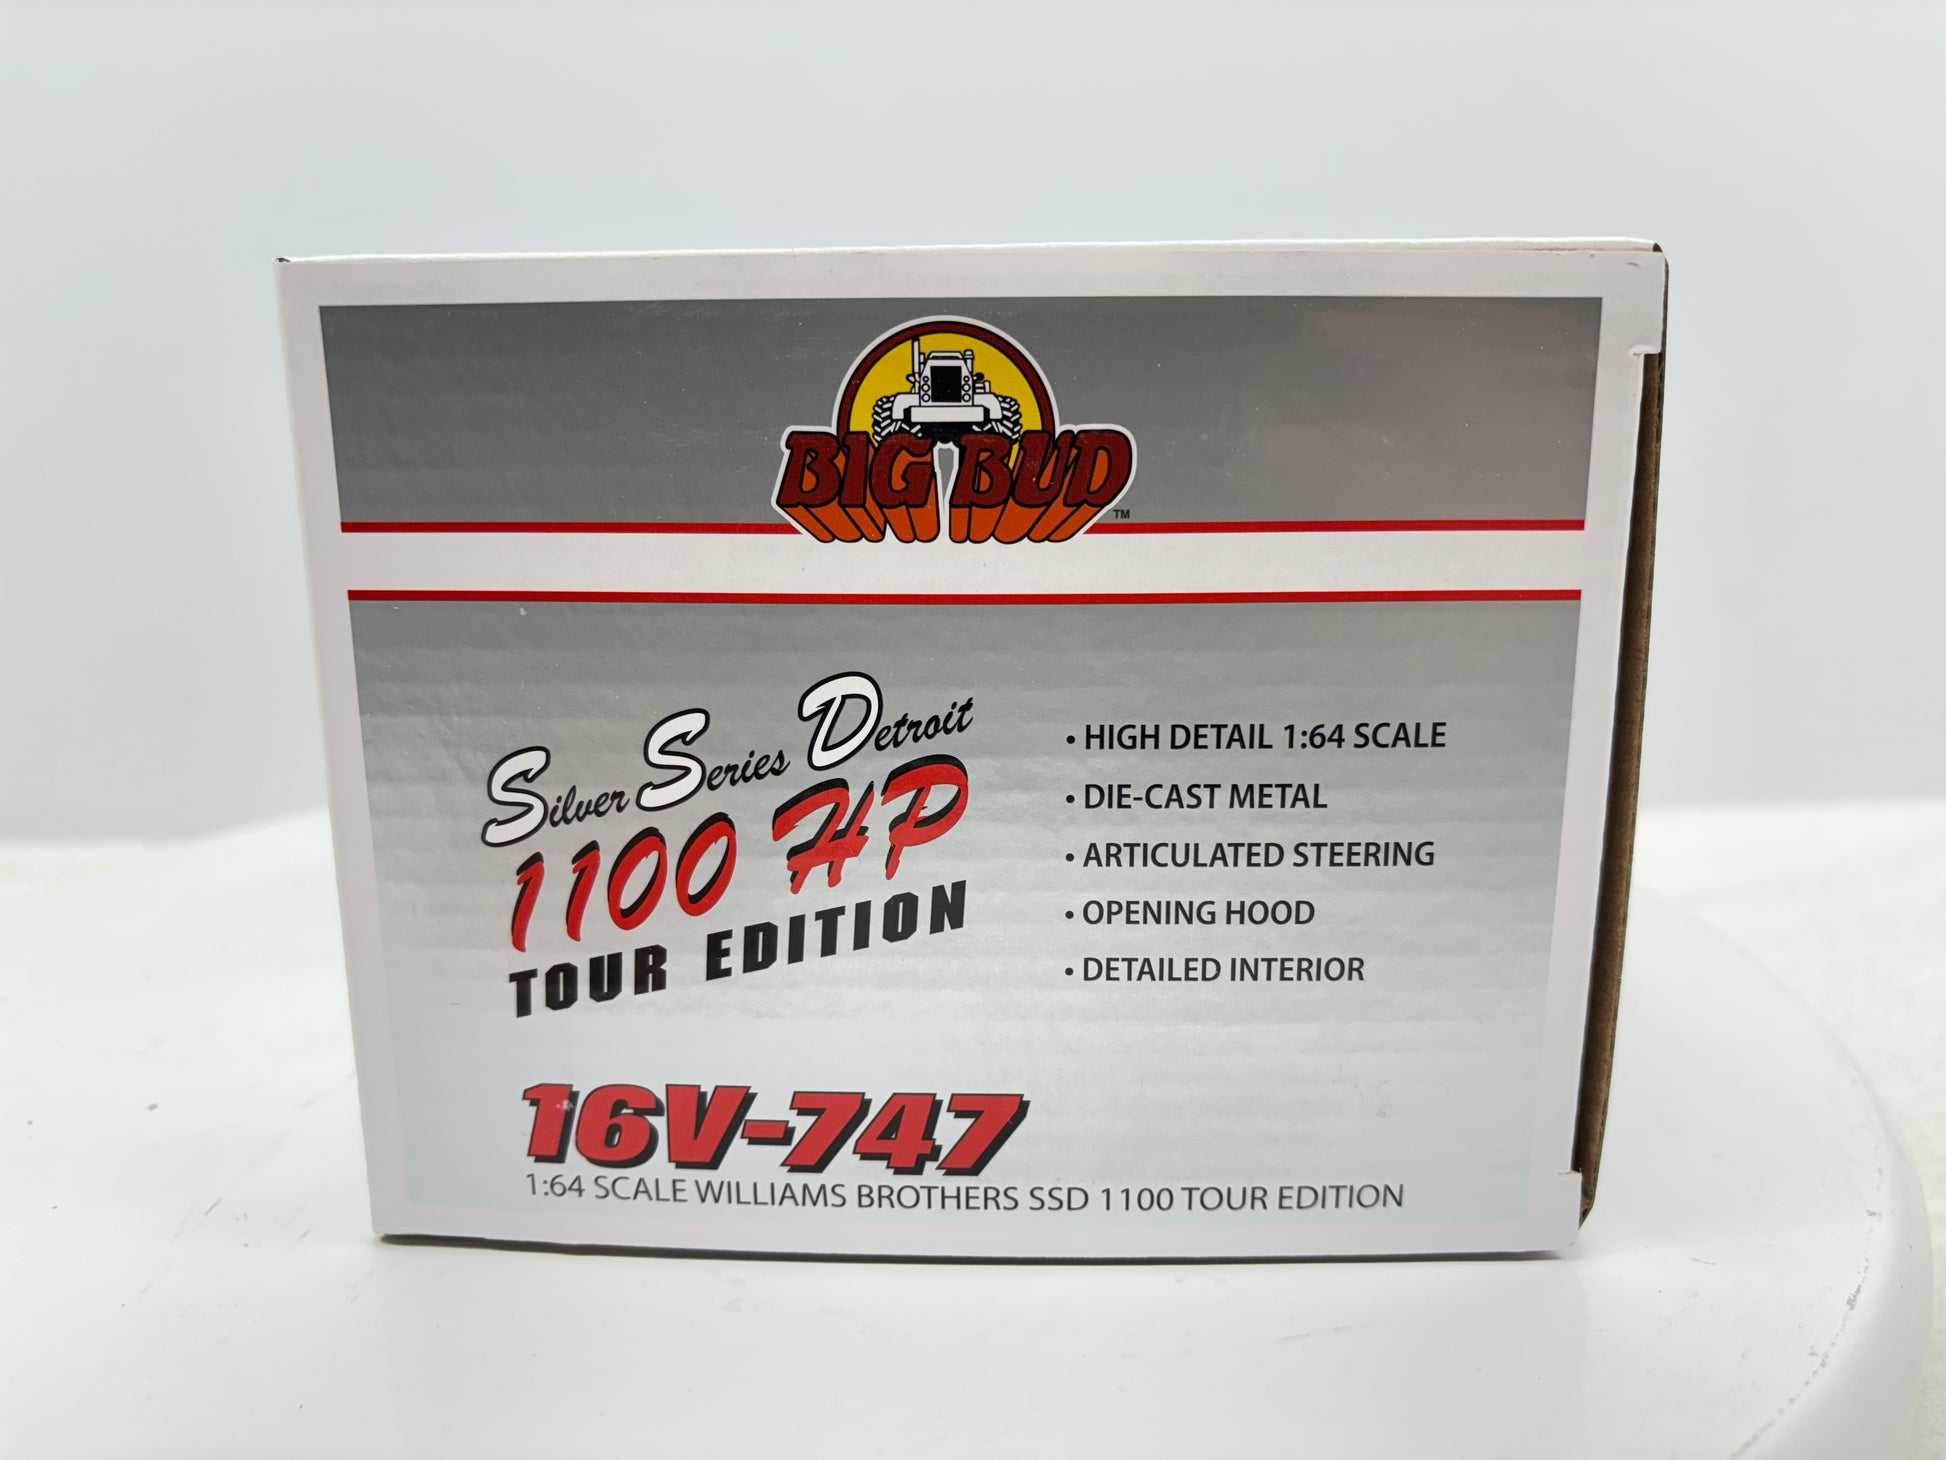 BIG BUD
TM
Silver Series Detroit
1100 HP
TOUR EDITION
• HIGH DETAIL 1:64 SCALE
• DIE-CAST METAL
• ARTICULATED STEERING
• OPENING HOOD
• DETAILED INTERIOR
16V-747
1:64 SCALE WILLIAMS BROTHERS SSD 1100 TOUR EDITION